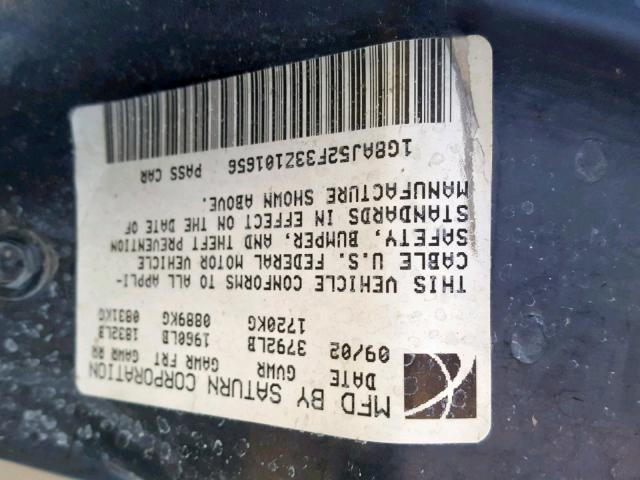 MFD BY SATURN CORPORATION
DATE GVWR GAWR FRT GAWR RR
09/02 3792LB 1960LB 1832LB
1720KG 0889KG 0831KG
THIS VEHICLE CONFORMS TO ALL APPLI-
CABLE U.S. FEDERAL MOTOR VEHICLE
SAFETY, BUMPER, AND THEFT PREVENTION
STANDARDS IN EFFECT ON THE DATE OF
MANUFACTURE SHOWN ABOVE.
1G8AJ52F33Z101656 PASS CAR